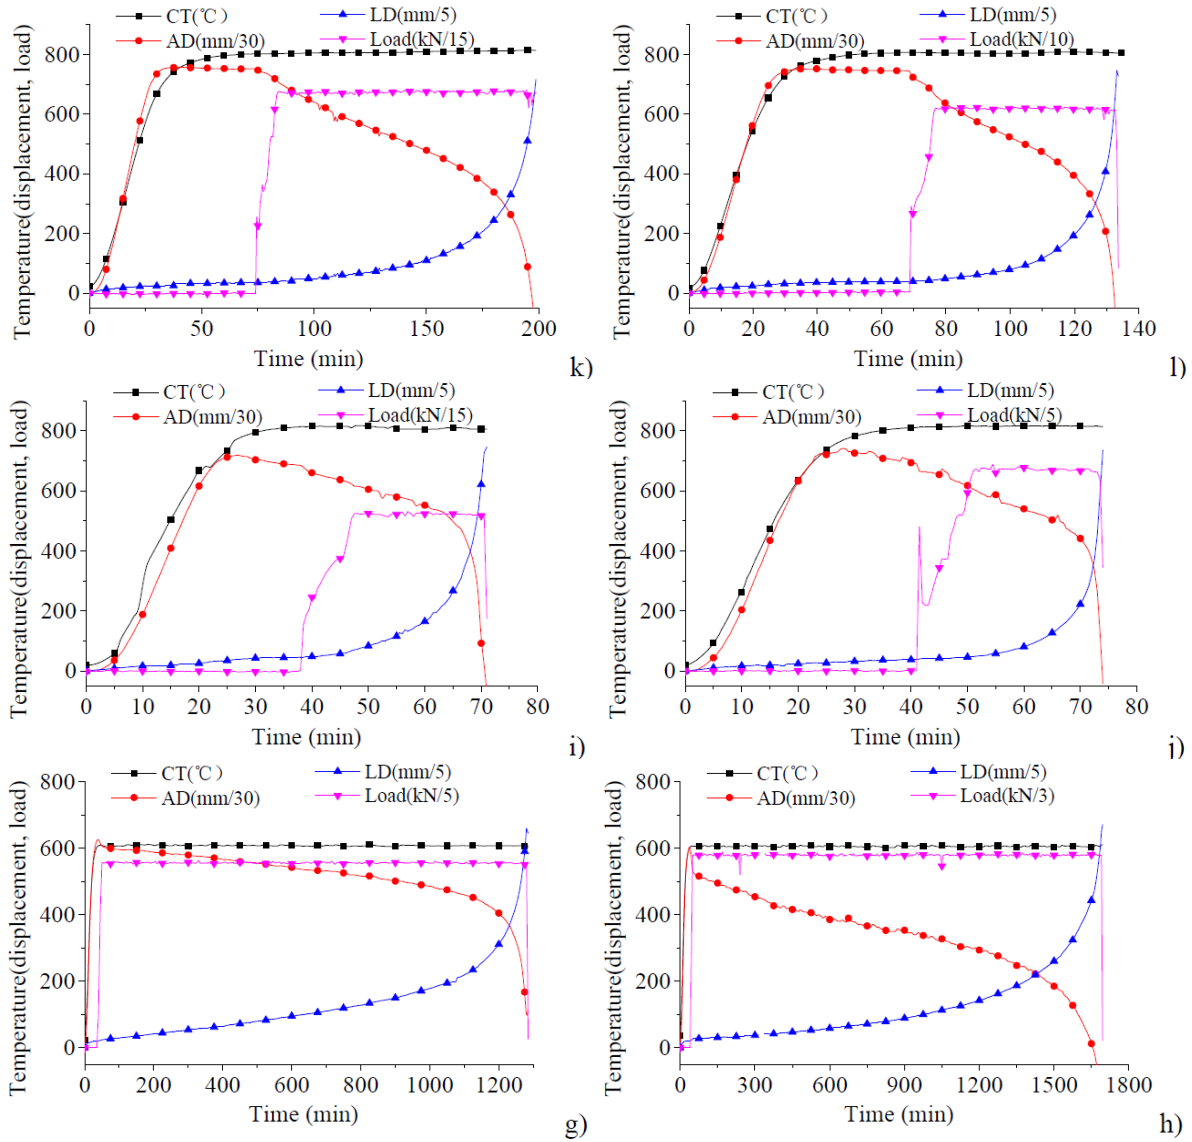 CT(℃)
LD(mm/5)
AD(mm/30)
Load(kN/15)
Temperature(displacement, load)
800
600
400
200
0
0
50
100
150
200
Time (min)
k)
CT(℃)
LD(mm/5)
AD(mm/30)
Load(kN/10)
Temperature(displacement, load)
800
600
400
200
0
0
20
40
60
80
100
120
140
Time (min)
l)
CT(℃)
LD(mm/5)
AD(mm/30)
Load(kN/15)
Temperature(displacement, load)
800
600
400
200
0
0
10
20
30
40
50
60
70
80
Time (min)
i)
CT(℃)
LD(mm/5)
AD(mm/30)
Load(kN/5)
Temperature(displacement, load)
800
600
400
200
0
0
10
20
30
40
50
60
70
80
Time (min)
j)
CT(℃)
LD(mm/5)
AD(mm/30)
Load(kN/5)
Temperature(displacement, load)
800
600
400
200
0
0
200
400
600
800
1000
1200
Time (min)
g)
CT(℃)
LD(mm/5)
AD(mm/30)
Load(kN/3)
Temperature(displacement, load)
800
600
400
200
0
0
300
600
900
1200
1500
1800
Time (min)
h)